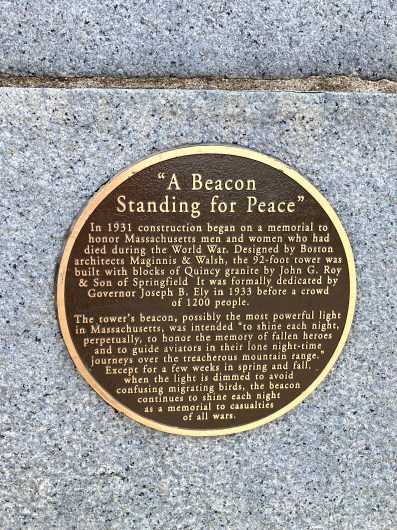 “A Beacon
Standing for Peace”
In 1931 construction began on a memorial to
honor Massachusetts men and women who had
died during the World War. Designed by Boston
architects Maginnis & Walsh, the 92-foot tower was
built with blocks of Quincy granite by John G. Roy
& Son of Springfield It was formally dedicated by
Governor Joseph B. Ely in 1933 before a crowd
of 1200 people.
The tower's beacon, possibly the most powerful light
in Massachusetts, was intended “to shine each night,
perpetually, to honor the memory of fallen heroes
and to guide aviators in their lone night-time
journeys over the treacherous mountain range.”
Except for a few weeks in spring and fall,
when the light is dimmed to avoid
confusing migrating birds, the beacon
continues to shine each night
as a memorial to casualties
of all wars.